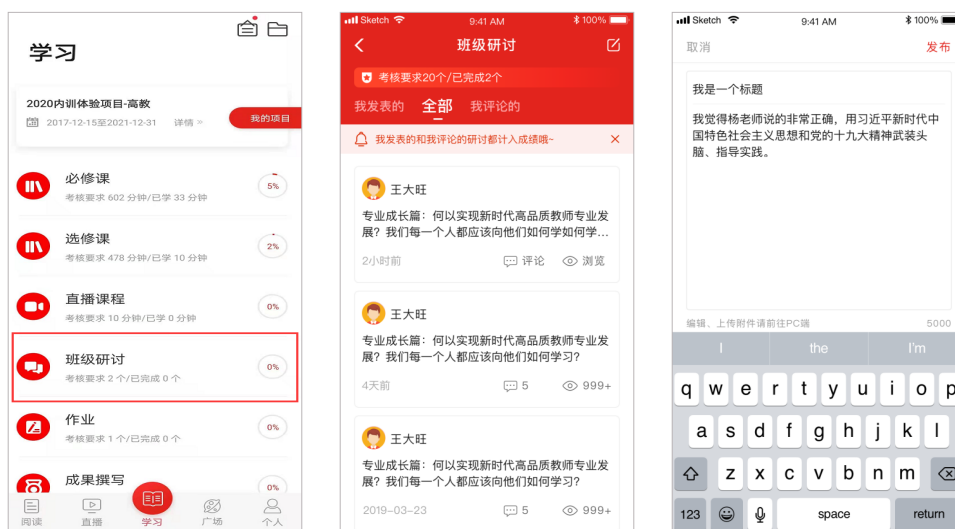 学习
2020内训体验项目-高教
2017-12-15至2021-12-31 详情 »
我的项目
必修课
考核要求 602 分钟/已学 33 分钟
5%
选修课
考核要求 478 分钟/已学 10 分钟
2%
直播课程
考核要求 10 分钟/已学 0 分钟
0%
班级研讨
考核要求 2 个/已完成 0 个
0%
作业
考核要求 1 个/已完成 0 个
0%
成果撰写
0%
阅读 直播 学习 广场 个人
Sketch 9:41 AM 100%
班级研讨
考核要求20个/已完成2个
我发表的 全部 我评论的
我发表的和我评论的研讨都计入成绩哦~
王大旺
专业成长篇：何以实现新时代高品质教师专业发
展？我们每一个人都应该向他们如何学如何学...
2小时前 评论 浏览
王大旺
专业成长篇：何以实现新时代高品质教师专业发
展？我们每一个人都应该向他们如何学习？
4天前 5 999+
王大旺
专业成长篇：何以实现新时代高品质教师专业发
展？我们每一个人都应该向他们如何学习？
2019-03-23 5 999+
Sketch 9:41 AM 100%
取消 发布
我是一个标题
我觉得杨老师说的非常正确，用习近平新时代中
国特色社会主义思想和党的十九大精神武装头
脑、指导实践。
编辑、上传附件请前往PC端 5000
I the I'm
q w e r t y u i o p
a s d f g h j k l
z x c v b n m
123 space return